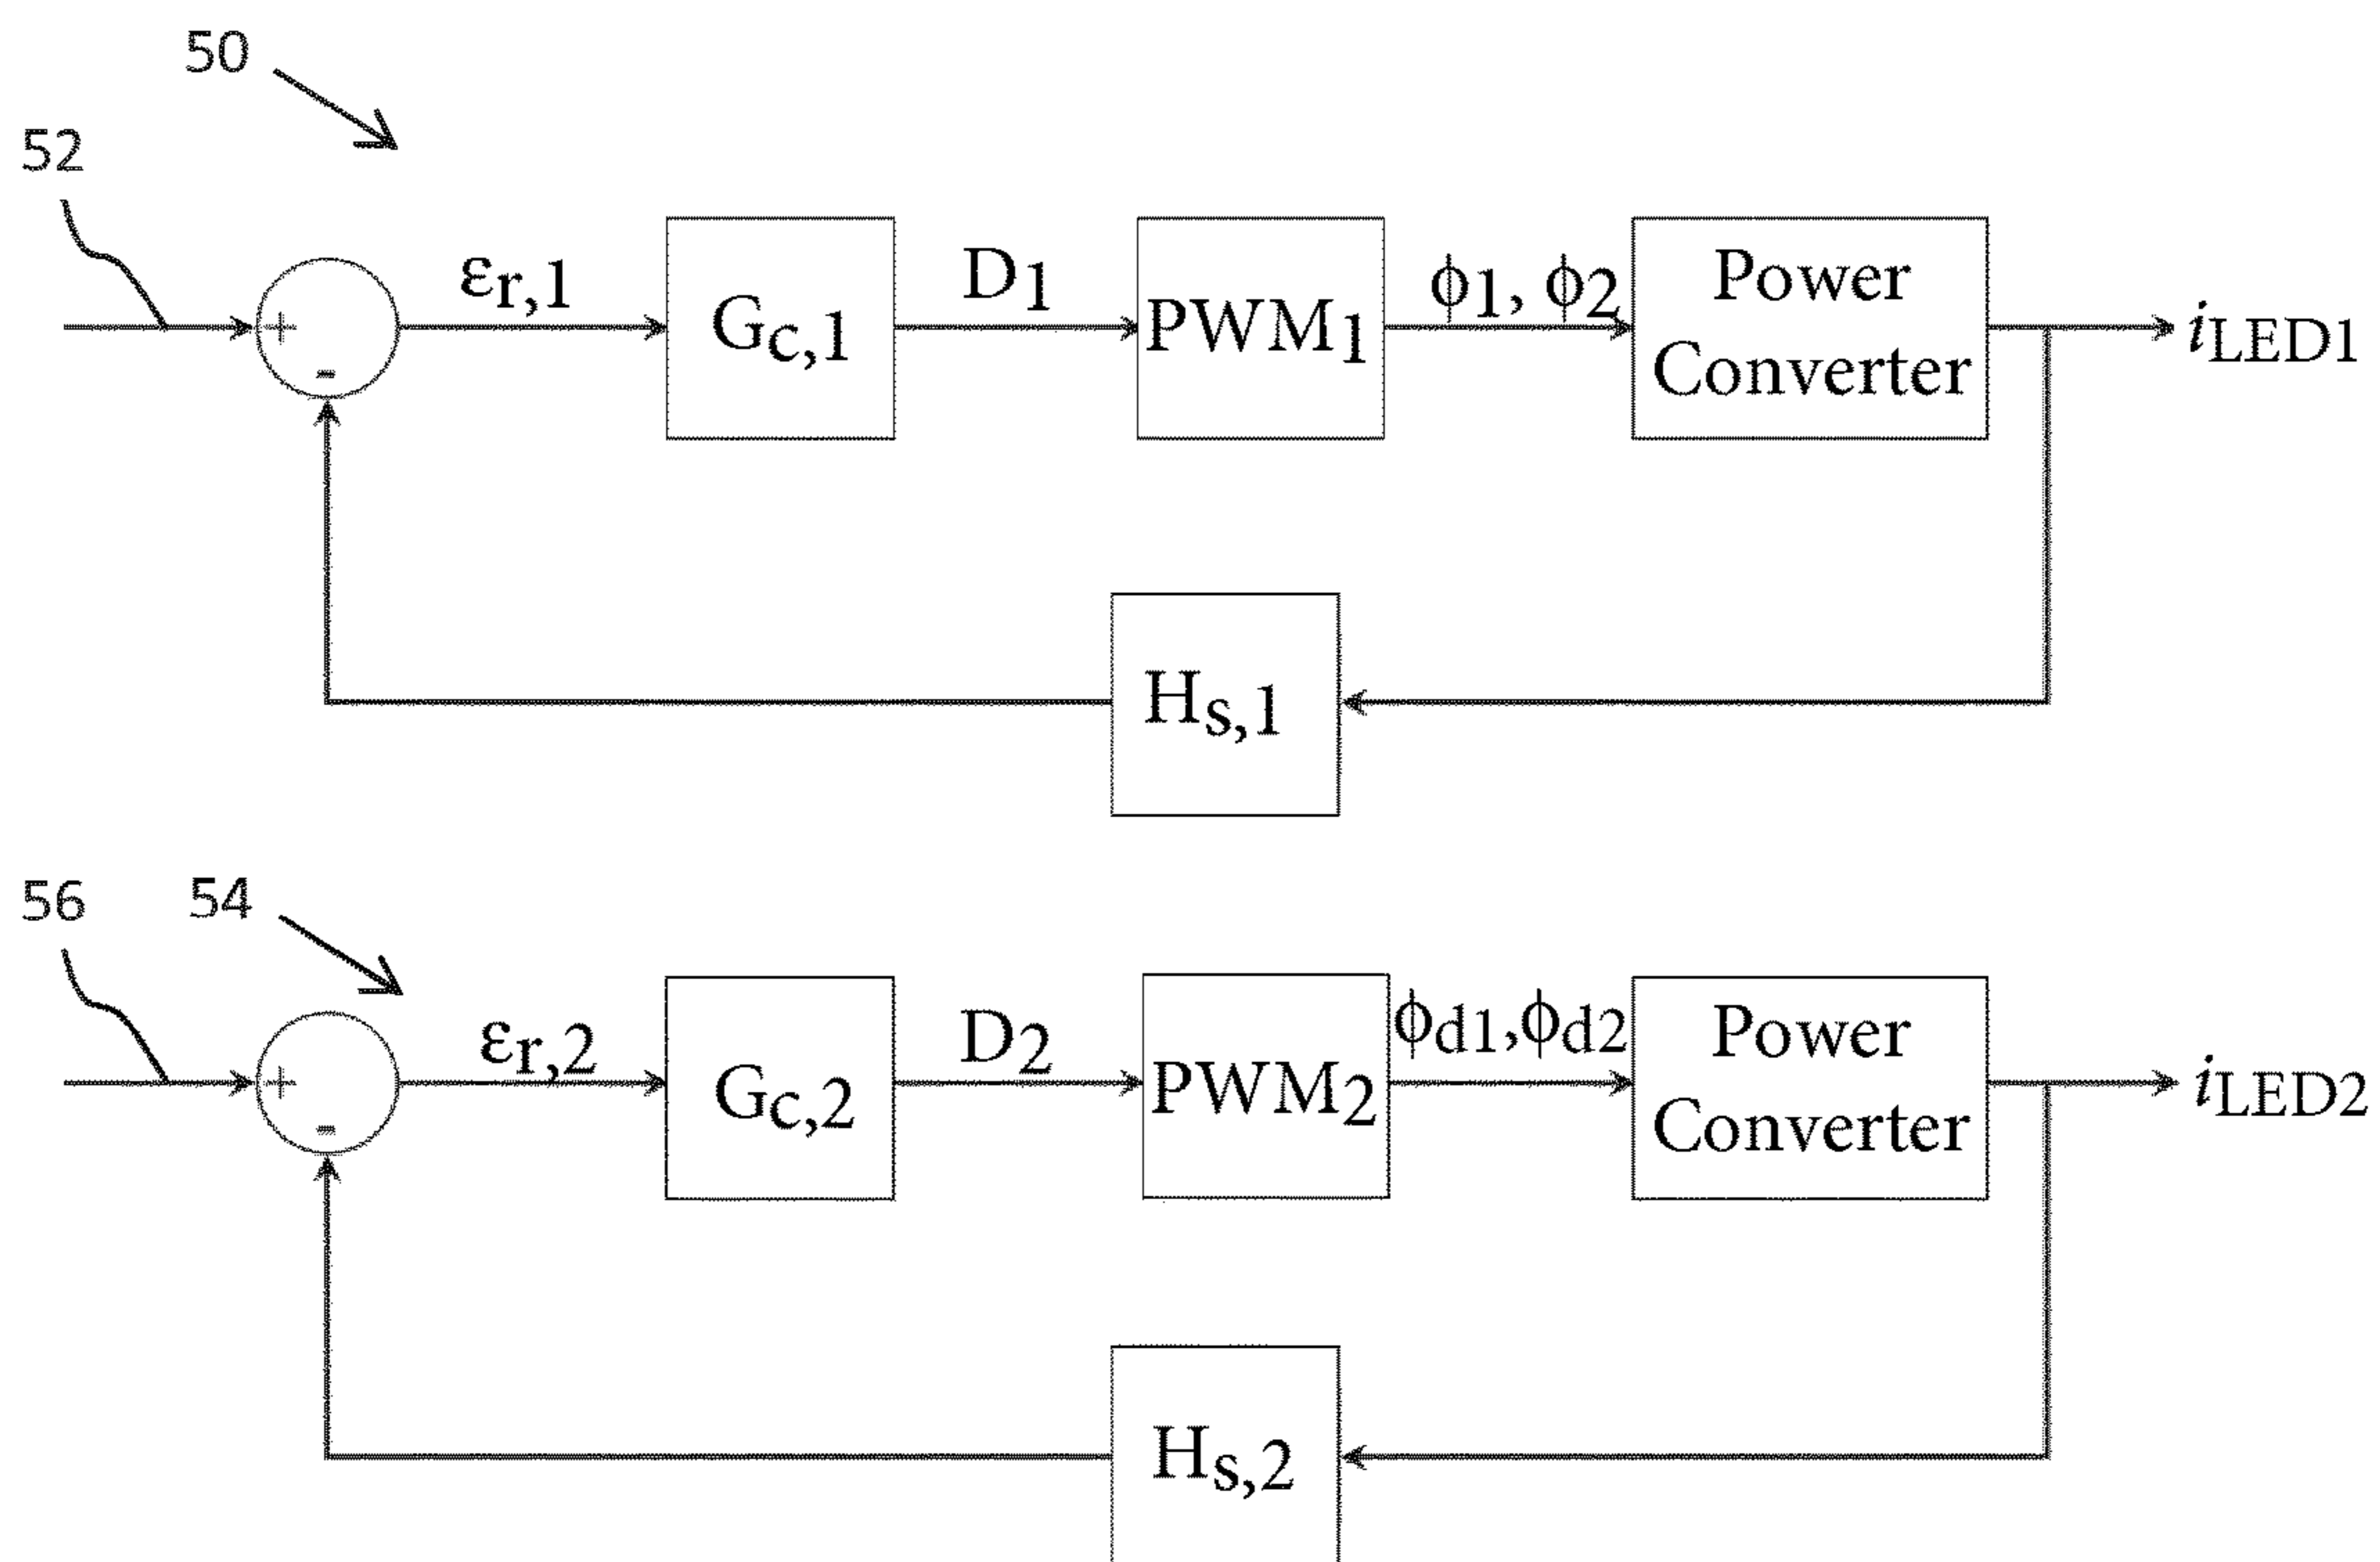 50
52
+
-
εr,1
Gc,1
D1
PWM1
ϕ1, ϕ2
Power
Converter
iLED1
Hs,1
56
54
+
-
εr,2
Gc,2
D2
PWM2
ϕd1,ϕd2
Power
Converter
iLED2
Hs,2